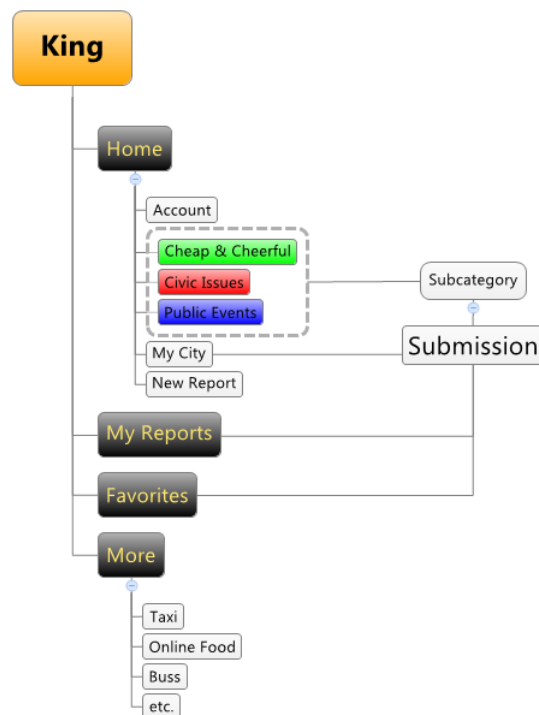 King
Home
Account
Cheap & Cheerful
Civic Issues
Public Events
Subcategory
My City
Submission
New Report
My Reports
Favorites
More
Taxi
Online Food
Buss
etc.